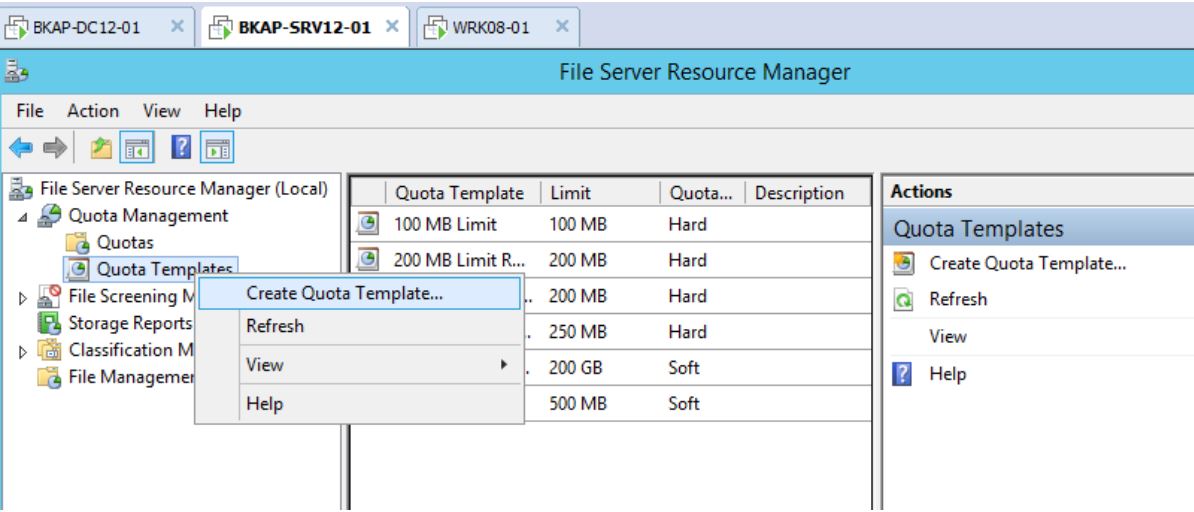 BKAP-DC12-01 BKAP-SRV12-01 WRK08-01
File Server Resource Manager
File Action View Help
File Server Resource Manager (Local)
Quota Management
Quotas
Quota Templates
File Screening M
Storage Reports
Classification M
File Managemen
Create Quota Template...
Refresh
View
Help
Quota Template Limit Quota... Description
100 MB Limit 100 MB Hard
200 MB Limit R... 200 MB Hard
. 200 MB Hard
. 250 MB Hard
. 200 GB Soft
500 MB Soft
Actions
Quota Templates
Create Quota Template...
Refresh
View
Help